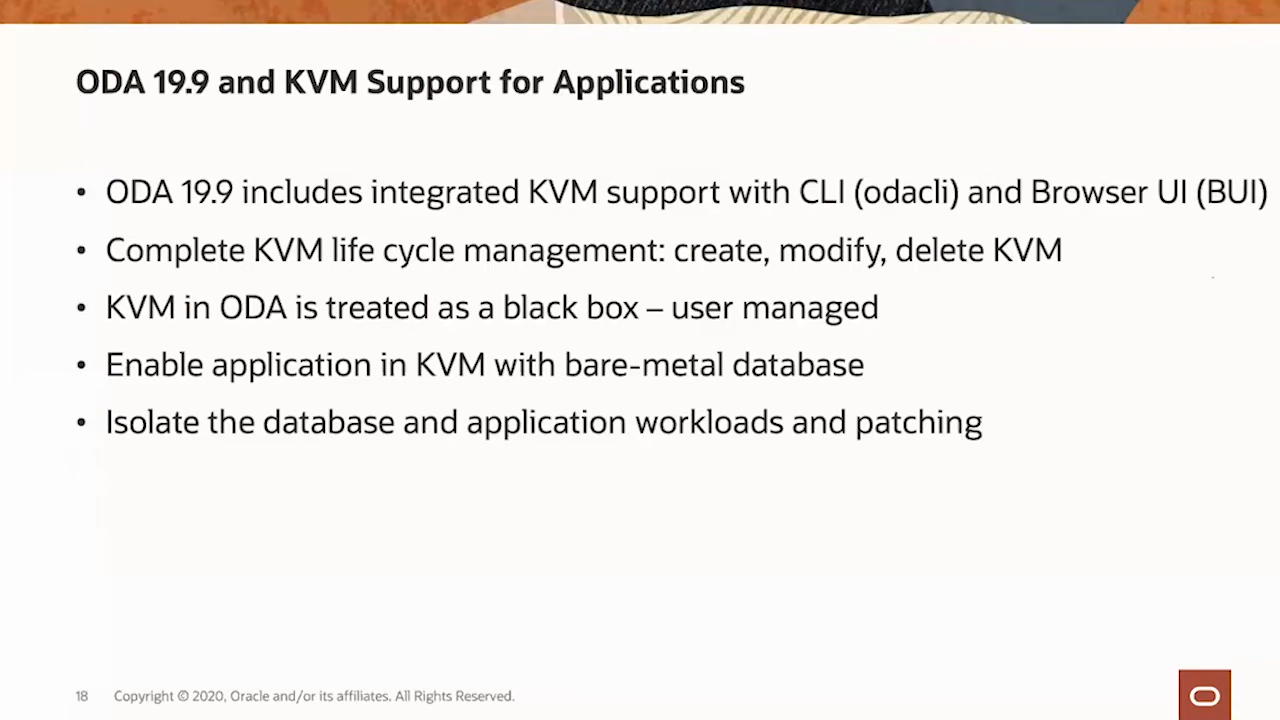 ODA 19.9 and KVM Support for Applications
• ODA 19.9 includes integrated KVM support with CLI (odacli) and Browser UI (BUI)
• Complete KVM life cycle management: create, modify, delete KVM
• KVM in ODA is treated as a black box – user managed
• Enable application in KVM with bare-metal database
• Isolate the database and application workloads and patching
18 Copyright © 2020, Oracle and/or its affiliates. All Rights Reserved.